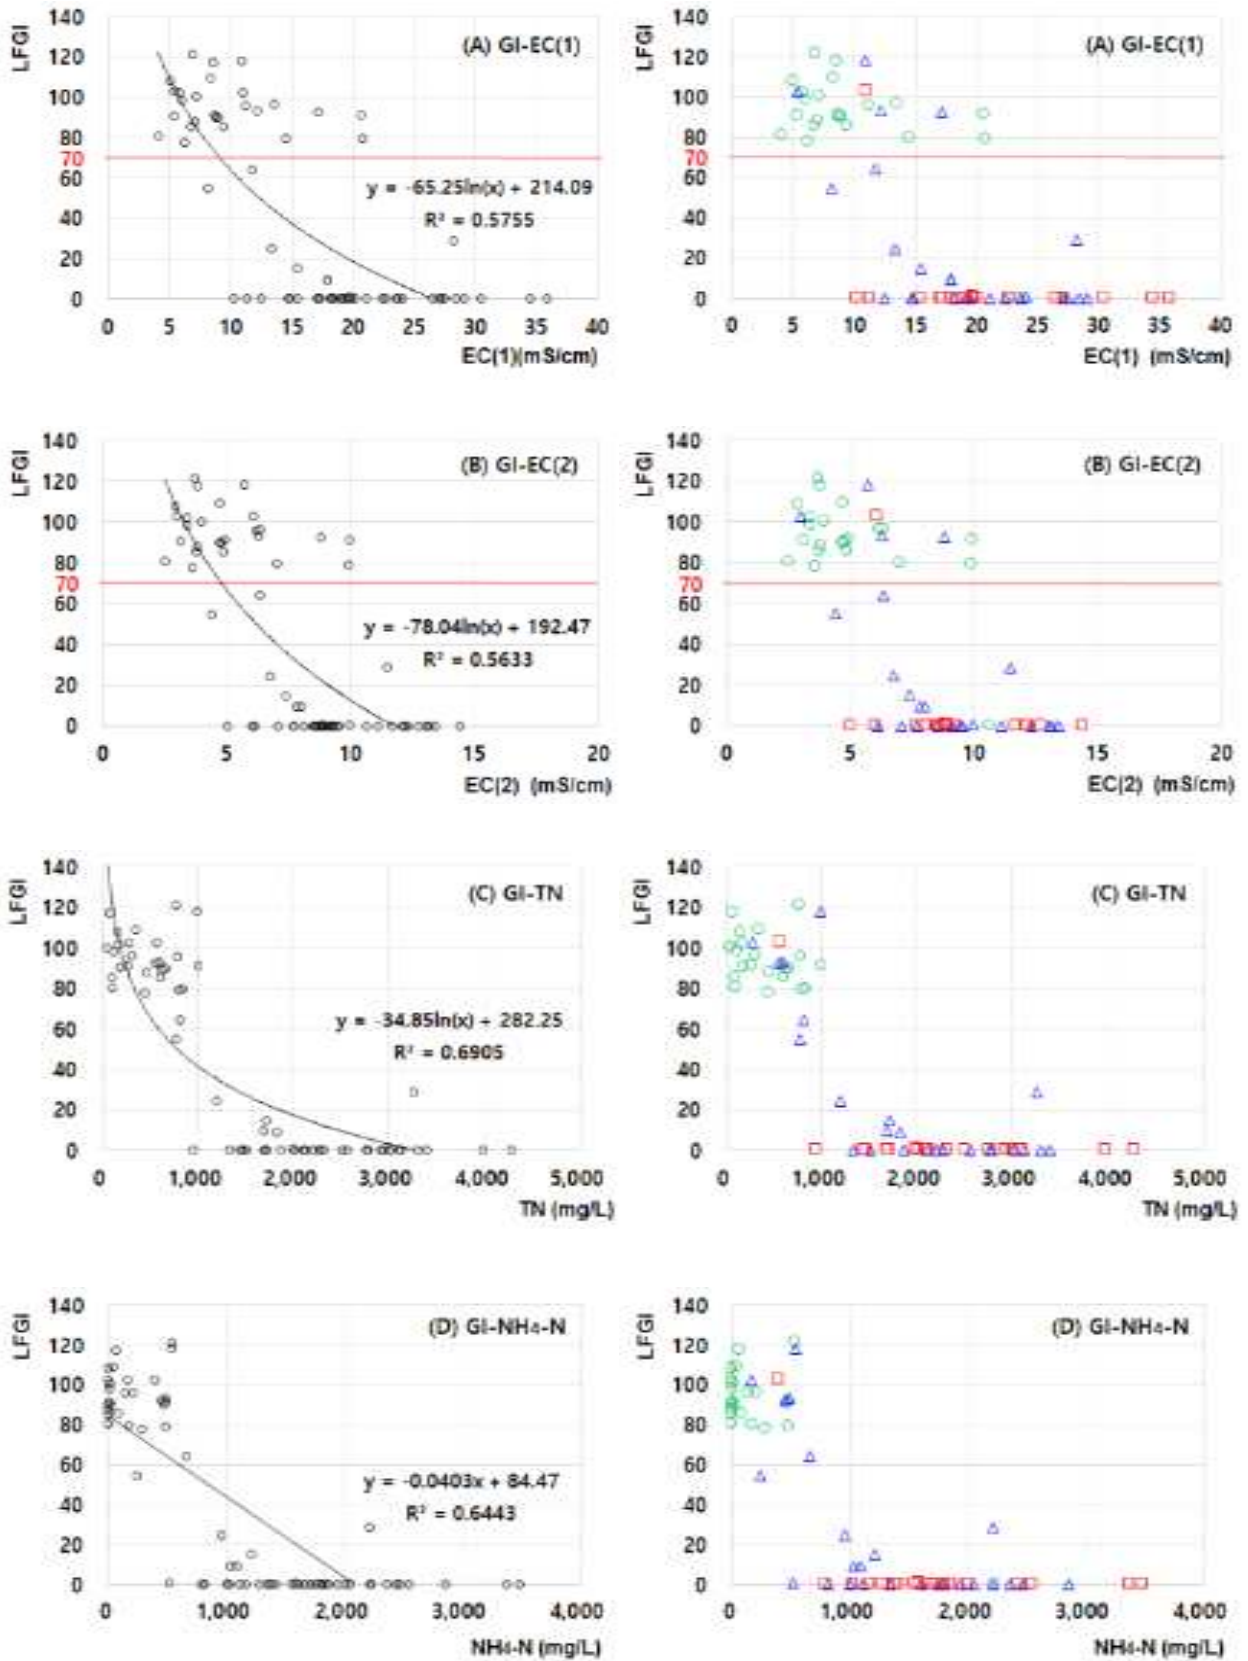 LFGI
140
120
100
80
70
60
40
20
0
(A) GI-EC(1)
y = -65.25ln(x) + 214.09
R² = 0.5755
0 5 10 15 20 25 30 35 40
EC(1)(mS/cm)
LFGI
140
120
100
80
70
60
40
20
0
(A) GI-EC(1)
0 5 10 15 20 25 30 35 40
EC(1) (mS/cm)
LFGI
140
120
100
80
70
60
40
20
0
(B) GI-EC(2)
y = -78.04ln(x) + 192.47
R² = 0.5633
0 5 10 15 20
EC(2) (mS/cm)
LFGI
140
120
100
80
70
60
40
20
0
(B) GI-EC(2)
0 5 10 15 20
EC(2) (mS/cm)
LFGI
140
120
100
80
60
40
20
0
(C) GI-TN
y = -34.85ln(x) + 282.25
R² = 0.6905
0 1,000 2,000 3,000 4,000 5,000
TN (mg/L)
LFGI
140
120
100
80
60
40
20
0
(C) GI-TN
0 1,000 2,000 3,000 4,000 5,000
TN (mg/L)
LFGI
140
120
100
80
60
40
20
0
(D) GI-NH4-N
y = -0.0403x + 84.47
R² = 0.6443
0 1,000 2,000 3,000 4,000
NH4-N (mg/L)
LFGI
140
120
100
80
60
40
20
0
(D) GI-NH4-N
0 1,000 2,000 3,000 4,000
NH4-N (mg/L)